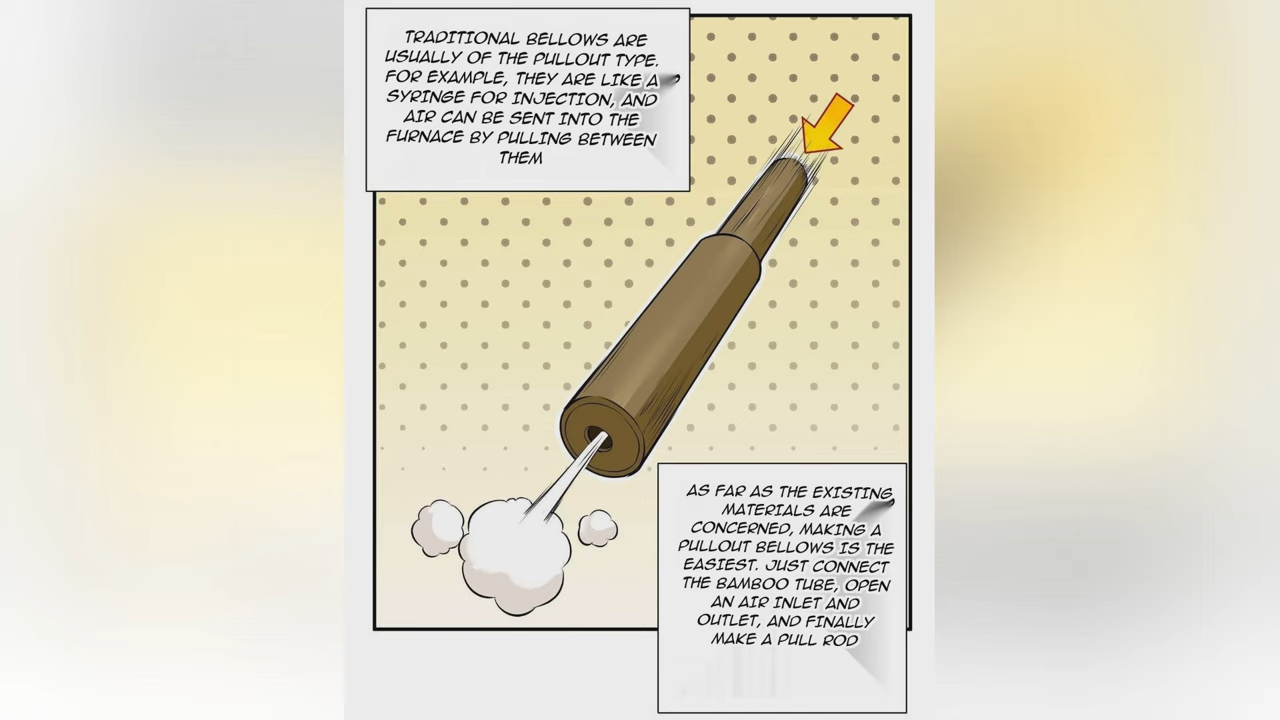 TRADITIONAL BELLOWS ARE
USUALLY OF THE PULLOUT TYPE.
FOR EXAMPLE, THEY ARE LIKE A
SYRINGE FOR INJECTION, AND
AIR CAN BE SENT INTO THE
FURNACE BY PULLING BETWEEN
THEM
AS FAR AS THE EXISTING
MATERIALS ARE
CONCERNED, MAKING A
PULLOUT BELLOWS IS THE
EASIEST. JUST CONNECT
THE BAMBOO TUBE, OPEN
AN AIR INLET AND
OUTLET, AND FINALLY
MAKE A PULL ROD